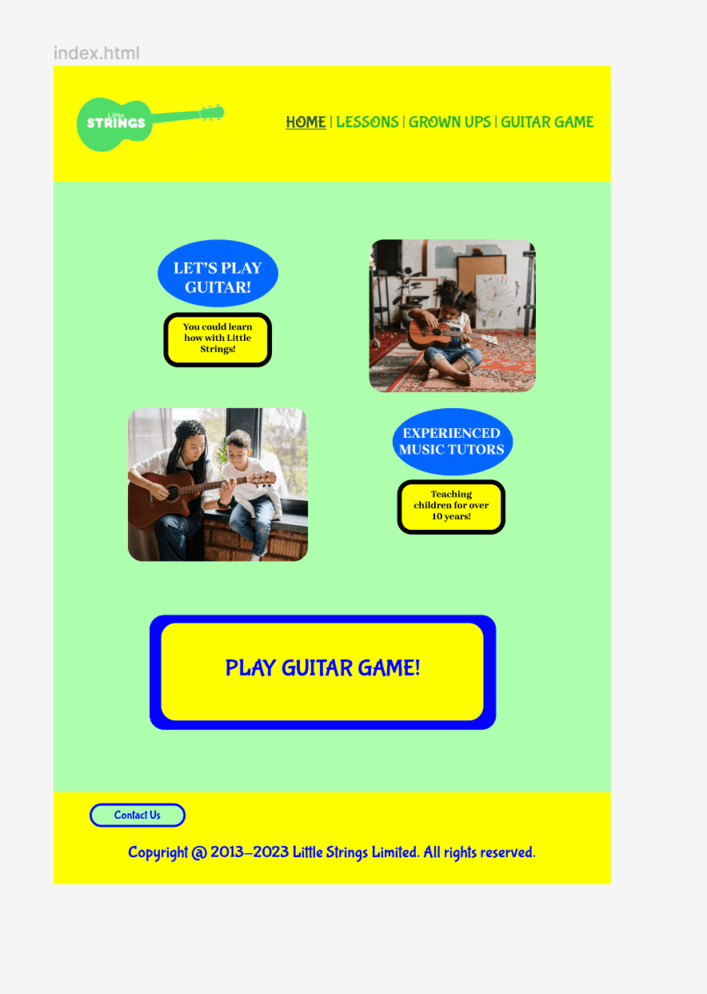 index.html
Little
STRINGS
HOME | LESSONS | GROWN UPS | GUITAR GAME
LET'S PLAY
GUITAR!
You could learn
how with Little
Strings!
EXPERIENCED
MUSIC TUTORS
Teaching
children for over
10 years!
PLAY GUITAR GAME!
Contact Us
Copyright @ 2013-2023 Little Strings Limited. All rights reserved.